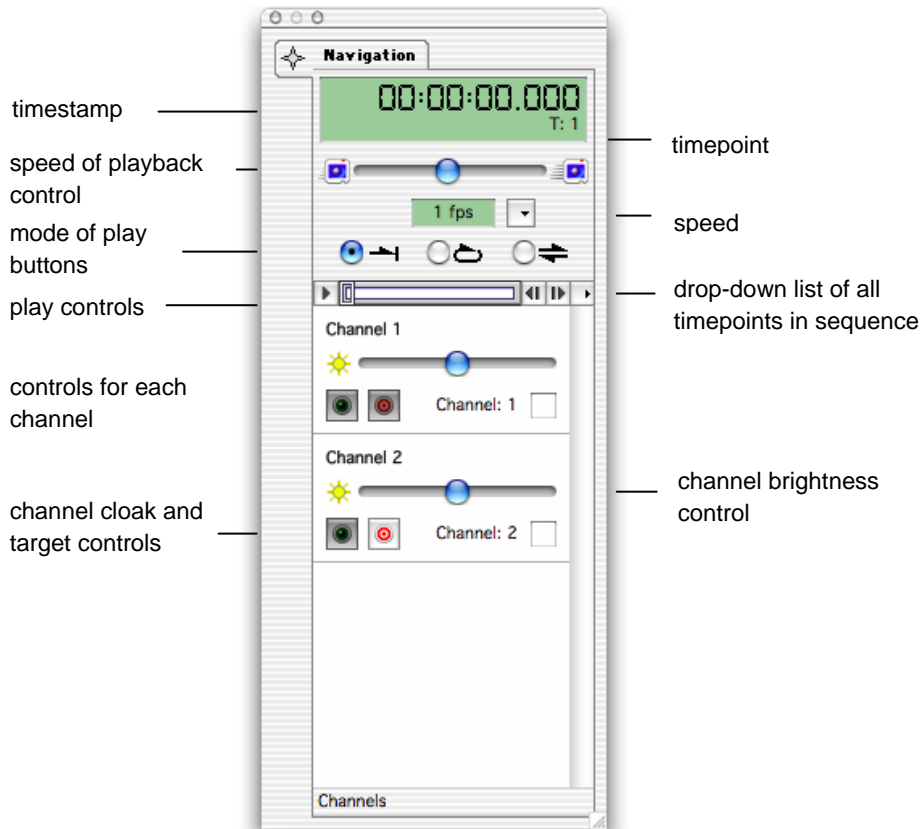 Navigation
00:00:00.000
T: 1
timestamp
timepoint
speed of playback
control
1 fps
speed
mode of play
buttons
play controls
drop-down list of all
timepoints in sequence
Channel 1
controls for each
channel
Channel: 1
Channel 2
channel brightness
control
channel cloak and
target controls
Channel: 2
Channels